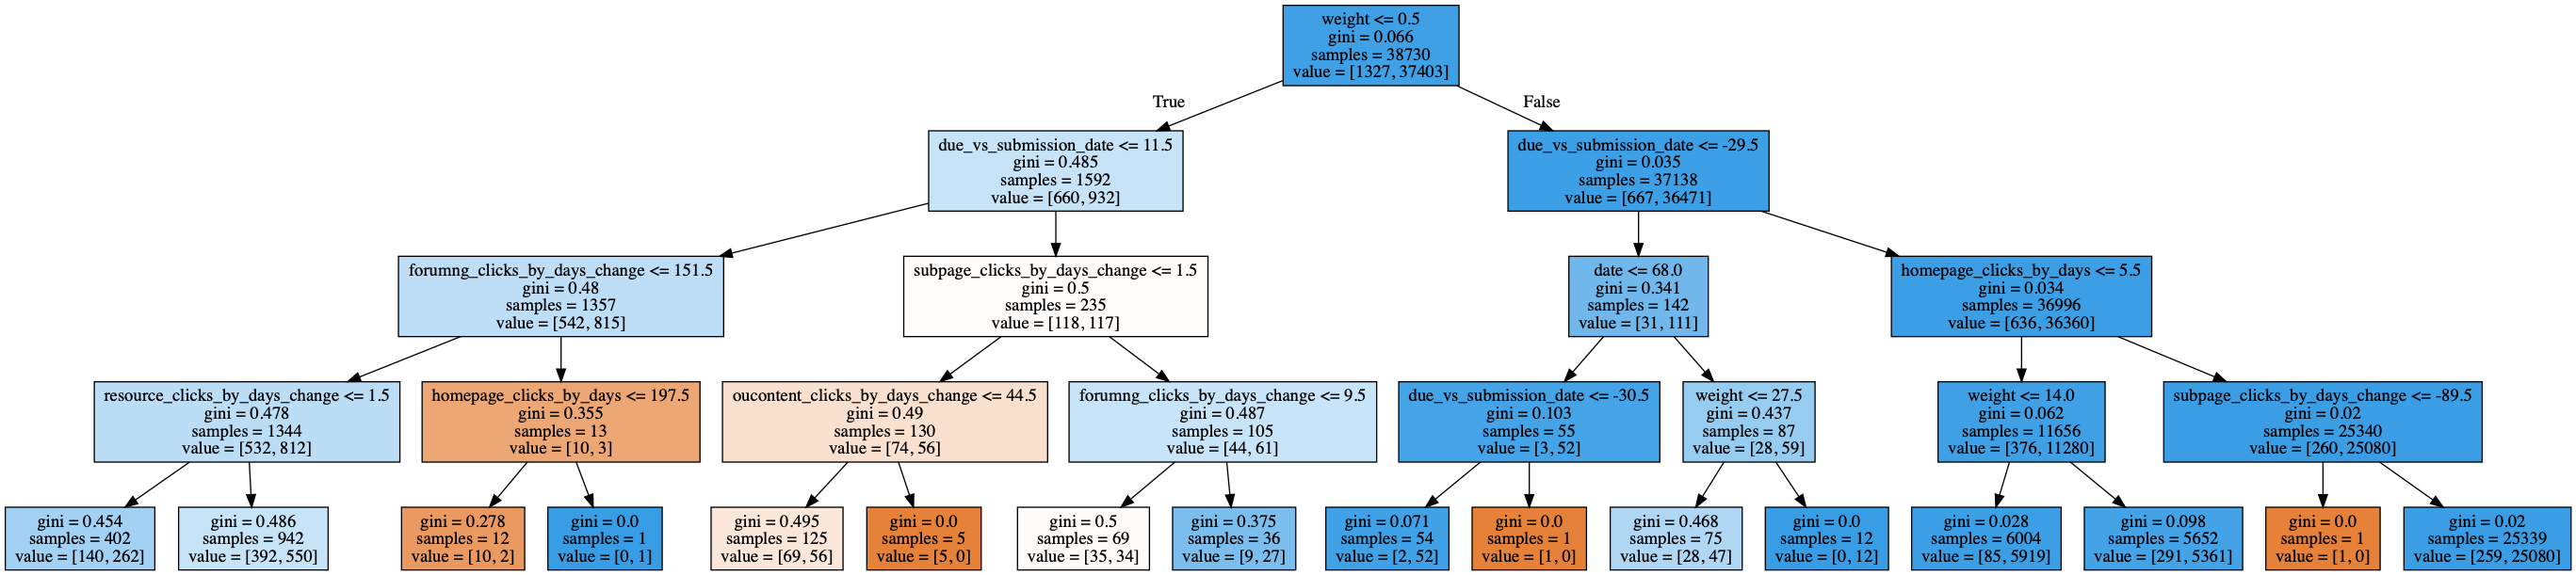 weight <= 0.5
gini = 0.066
samples = 38730
value = [1327, 37403]
True
False
due_vs_submission_date <= 11.5
gini = 0.485
samples = 1592
value = [660, 932]
due_vs_submission_date <= -29.5
gini = 0.035
samples = 37138
value = [667, 36471]
forumng_clicks_by_days_change <= 151.5
gini = 0.48
samples = 1357
value = [542, 815]
subpage_clicks_by_days_change <= 1.5
gini = 0.5
samples = 235
value = [118, 117]
date <= 68.0
gini = 0.341
samples = 142
value = [31, 111]
homepage_clicks_by_days <= 5.5
gini = 0.034
samples = 36996
value = [636, 36360]
resource_clicks_by_days_change <= 1.5
gini = 0.478
samples = 1344
value = [532, 812]
homepage_clicks_by_days <= 197.5
gini = 0.355
samples = 13
value = [10, 3]
oucontent_clicks_by_days_change <= 44.5
gini = 0.49
samples = 130
value = [74, 56]
forumng_clicks_by_days_change <= 9.5
gini = 0.487
samples = 105
value = [44, 61]
due_vs_submission_date <= -30.5
gini = 0.103
samples = 55
value = [3, 52]
weight <= 27.5
gini = 0.437
samples = 87
value = [28, 59]
weight <= 14.0
gini = 0.062
samples = 11656
value = [376, 11280]
subpage_clicks_by_days_change <= -89.5
gini = 0.02
samples = 25340
value = [260, 25080]
gini = 0.454
samples = 402
value = [140, 262]
gini = 0.486
samples = 942
value = [392, 550]
gini = 0.278
samples = 12
value = [10, 2]
gini = 0.0
samples = 1
value = [0, 1]
gini = 0.495
samples = 125
value = [69, 56]
gini = 0.0
samples = 5
value = [5, 0]
gini = 0.5
samples = 69
value = [35, 34]
gini = 0.375
samples = 36
value = [9, 27]
gini = 0.071
samples = 54
value = [2, 52]
gini = 0.0
samples = 1
value = [1, 0]
gini = 0.468
samples = 75
value = [28, 47]
gini = 0.0
samples = 12
value = [0, 12]
gini = 0.028
samples = 6004
value = [85, 5919]
gini = 0.098
samples = 5652
value = [291, 5361]
gini = 0.0
samples = 1
value = [1, 0]
gini = 0.02
samples = 25339
value = [259, 25080]